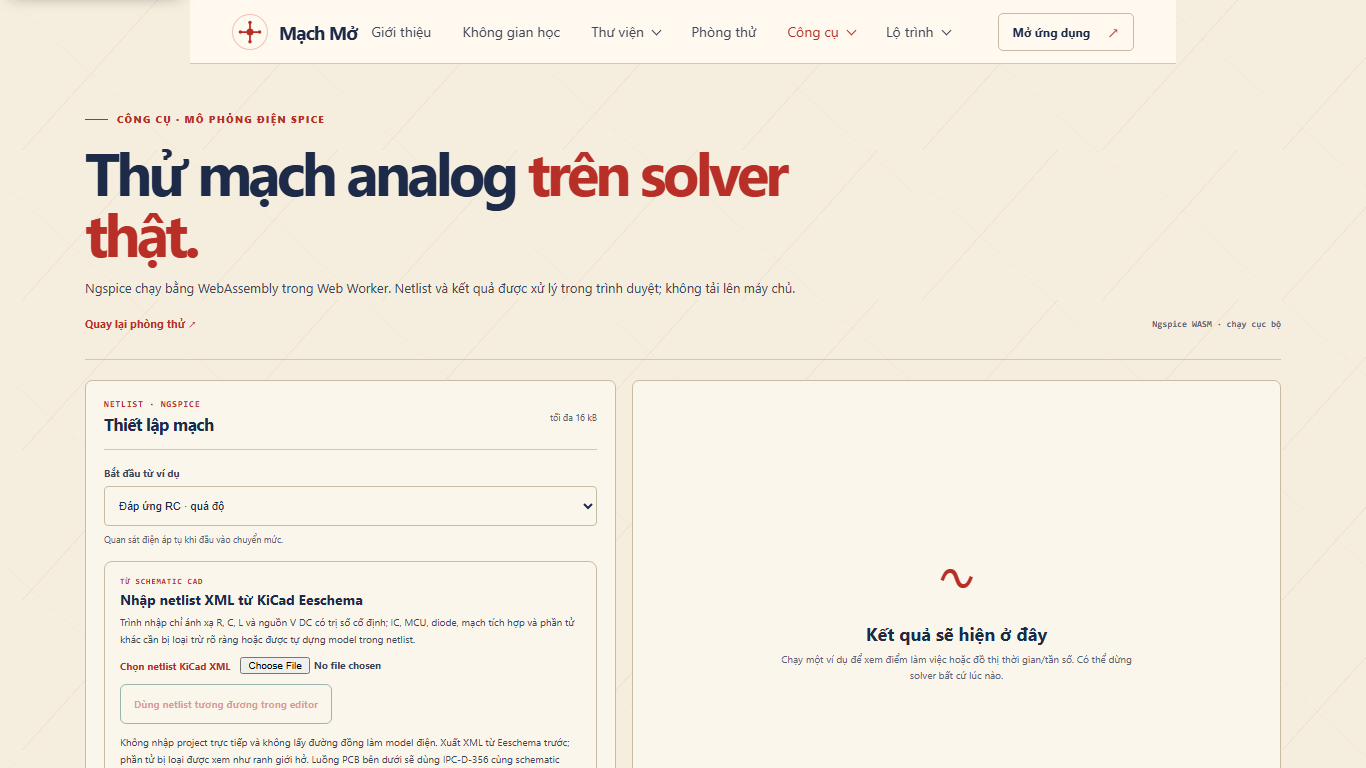 Mạch Mở
Giới thiệu
Không gian học
Thư viện
Phòng thử
Công cụ
Lộ trình
Mở ứng dụng ↗
CÔNG CỤ · MÔ PHỎNG ĐIỆN SPICE
Thử mạch analog trên solver
thật.
Ngspice chạy bằng WebAssembly trong Web Worker. Netlist và kết quả được xử lý trong trình duyệt; không tải lên máy chủ.
Quay lại phòng thử ↗
Ngspice WASM · chạy cục bộ
NETLIST · NGSPICE
Thiết lập mạch
tối đa 16 kB
Bắt đầu từ ví dụ
Đáp ứng RC · quá độ
Quan sát điện áp tụ khi đầu vào chuyển mức.
TỪ SCHEMATIC CAD
Nhập netlist XML từ KiCad Eeschema
Trình nhập chỉ ánh xạ R, C, L và nguồn V DC có trị số cố định; IC, MCU, diode, mạch tích hợp và phần tử
khác cần bị loại trừ rõ ràng hoặc được tự dựng model trong netlist.
Chọn netlist KiCad XML
Choose File No file chosen
Dùng netlist tương đương trong editor
Không nhập project trực tiếp và không lấy đường đồng làm model điện. Xuất XML từ Eeschema trước;
phần tử bị loại được xem như ranh giới hở. Luồng PCB bên dưới sẽ dùng IPC-D-356 cùng schematic
Kết quả sẽ hiện ở đây
Chạy một ví dụ để xem điểm làm việc hoặc đồ thị thời gian/tần số. Có thể dừng
solver bất cứ lúc nào.